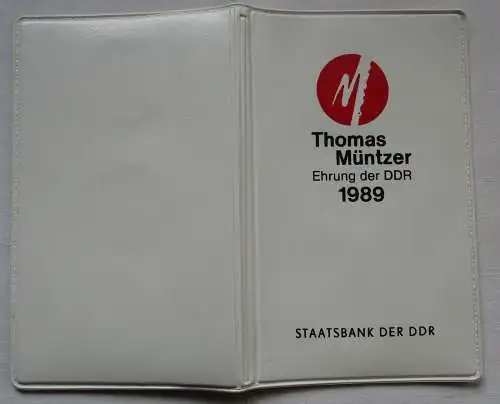 M
Thomas
Müntzer
Ehrung der DDR
1989
STAATSBANK DER DDR